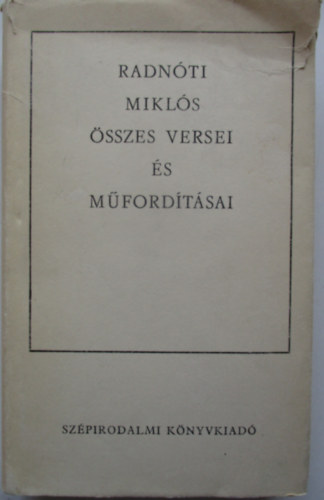 RADNÓTI
MIKLÓS
ÖSSZES VERSEI
ÉS
MŰFORDÍTÁSAI
SZÉPIRODALMI KÖNYVKIADÓ